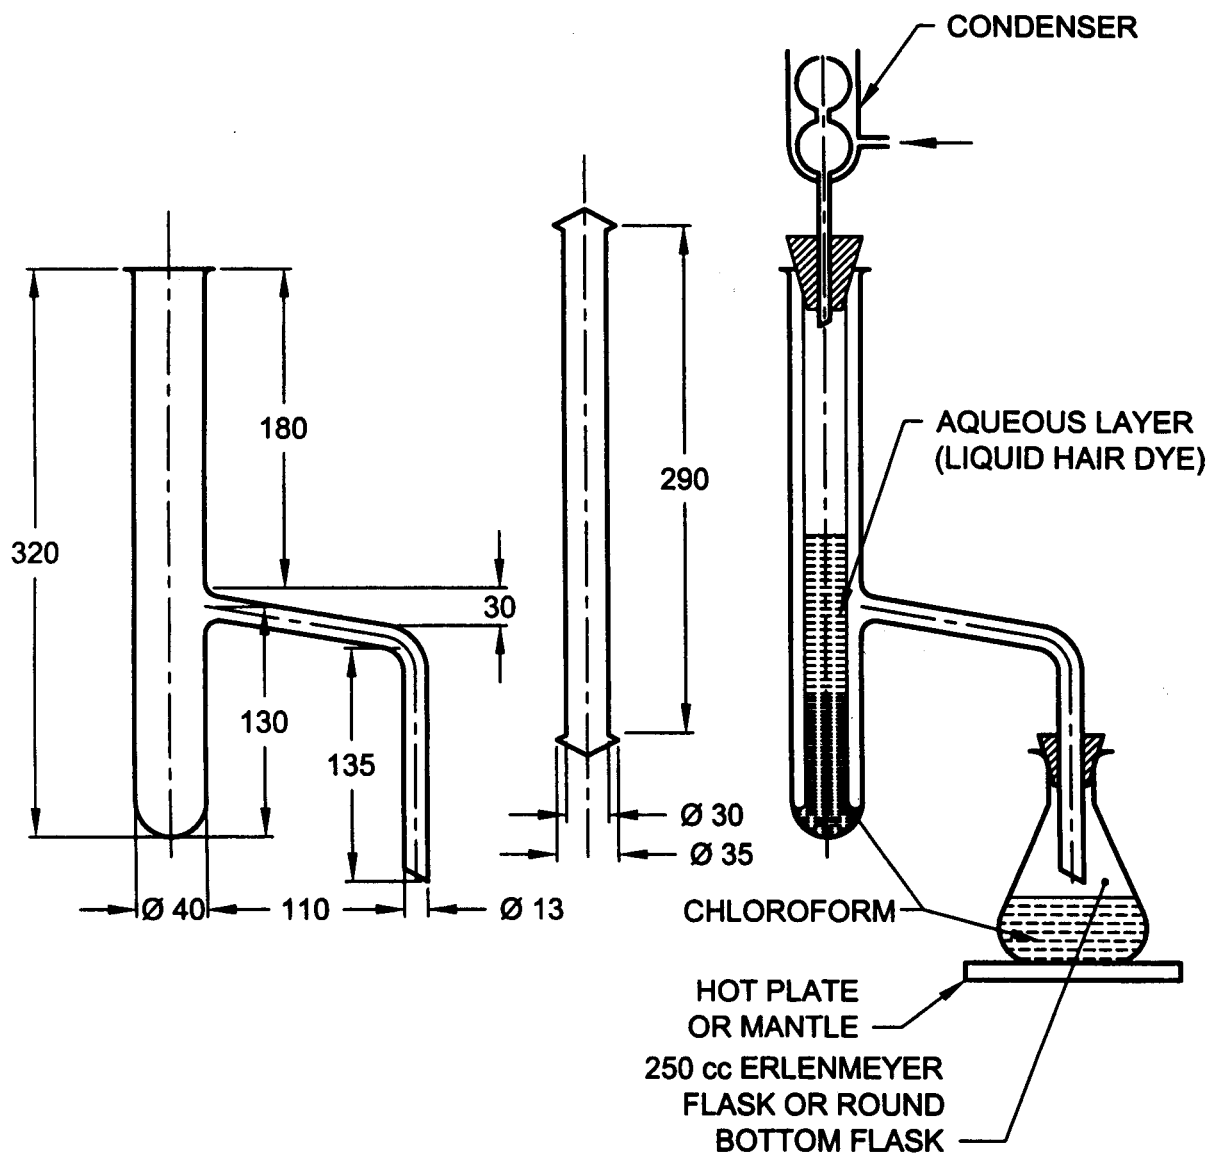 CONDENSER
AQUEOUS LAYER
(LIQUID HAIR DYE)
180
290
320
30
130
135
Ø 30
Ø 35
Ø 40
110
Ø 13
CHLOROFORM
HOT PLATE
OR MANTLE
250 cc ERLENMEYER
FLASK OR ROUND
BOTTOM FLASK